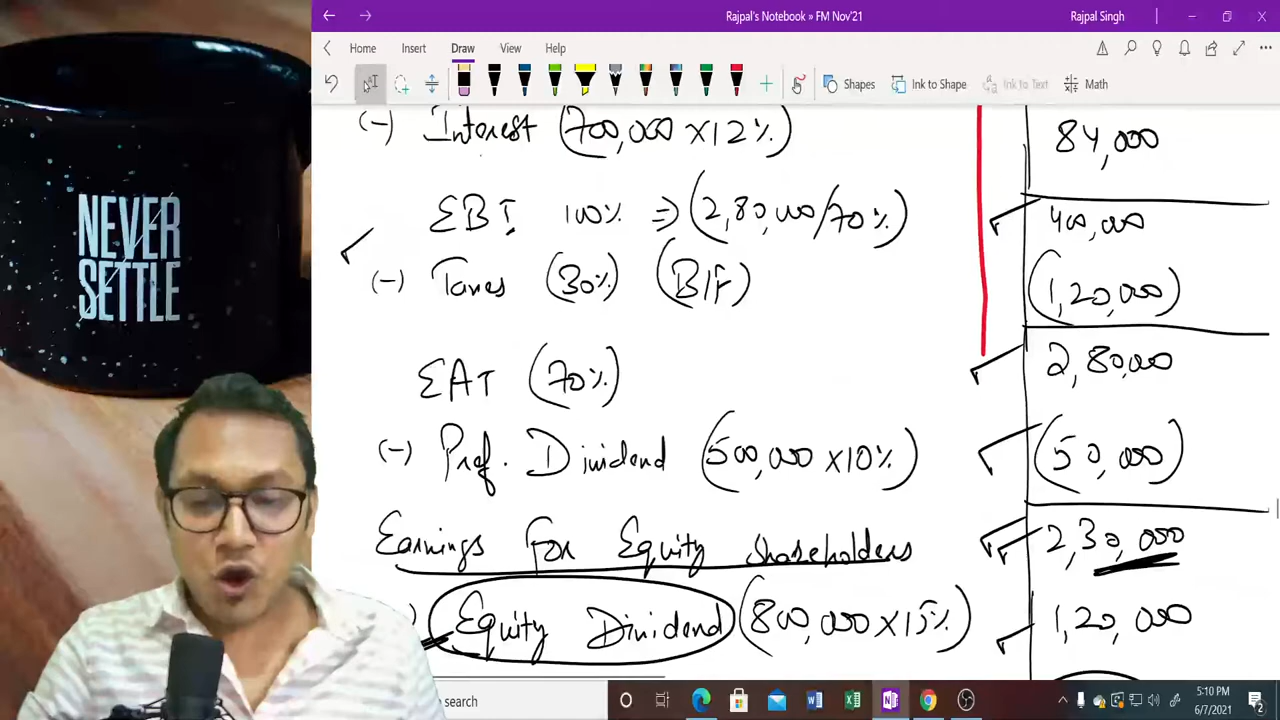 NEVER
SETTLE
Rajpal's Notebook » FM Nov'21
Rajpal Singh
Home Insert Draw View Help
Shapes Ink to Shape Ink to Text Math
(-) Interest (700,000 x 12%) 84,000
EBT 100% => (2,80,000/70%) 400,000
(-) Taxes (30%) (B/F) (1,20,000)
EAT (70%) 2,80,000
(-) Pref. Dividend (500,000 x 10%) (50,000)
Earnings For Equity shareholders 2,30,000
) Equity Dividend (800,000 x 15%) 1,20,000
search
5:10 PM
6/7/2021
2